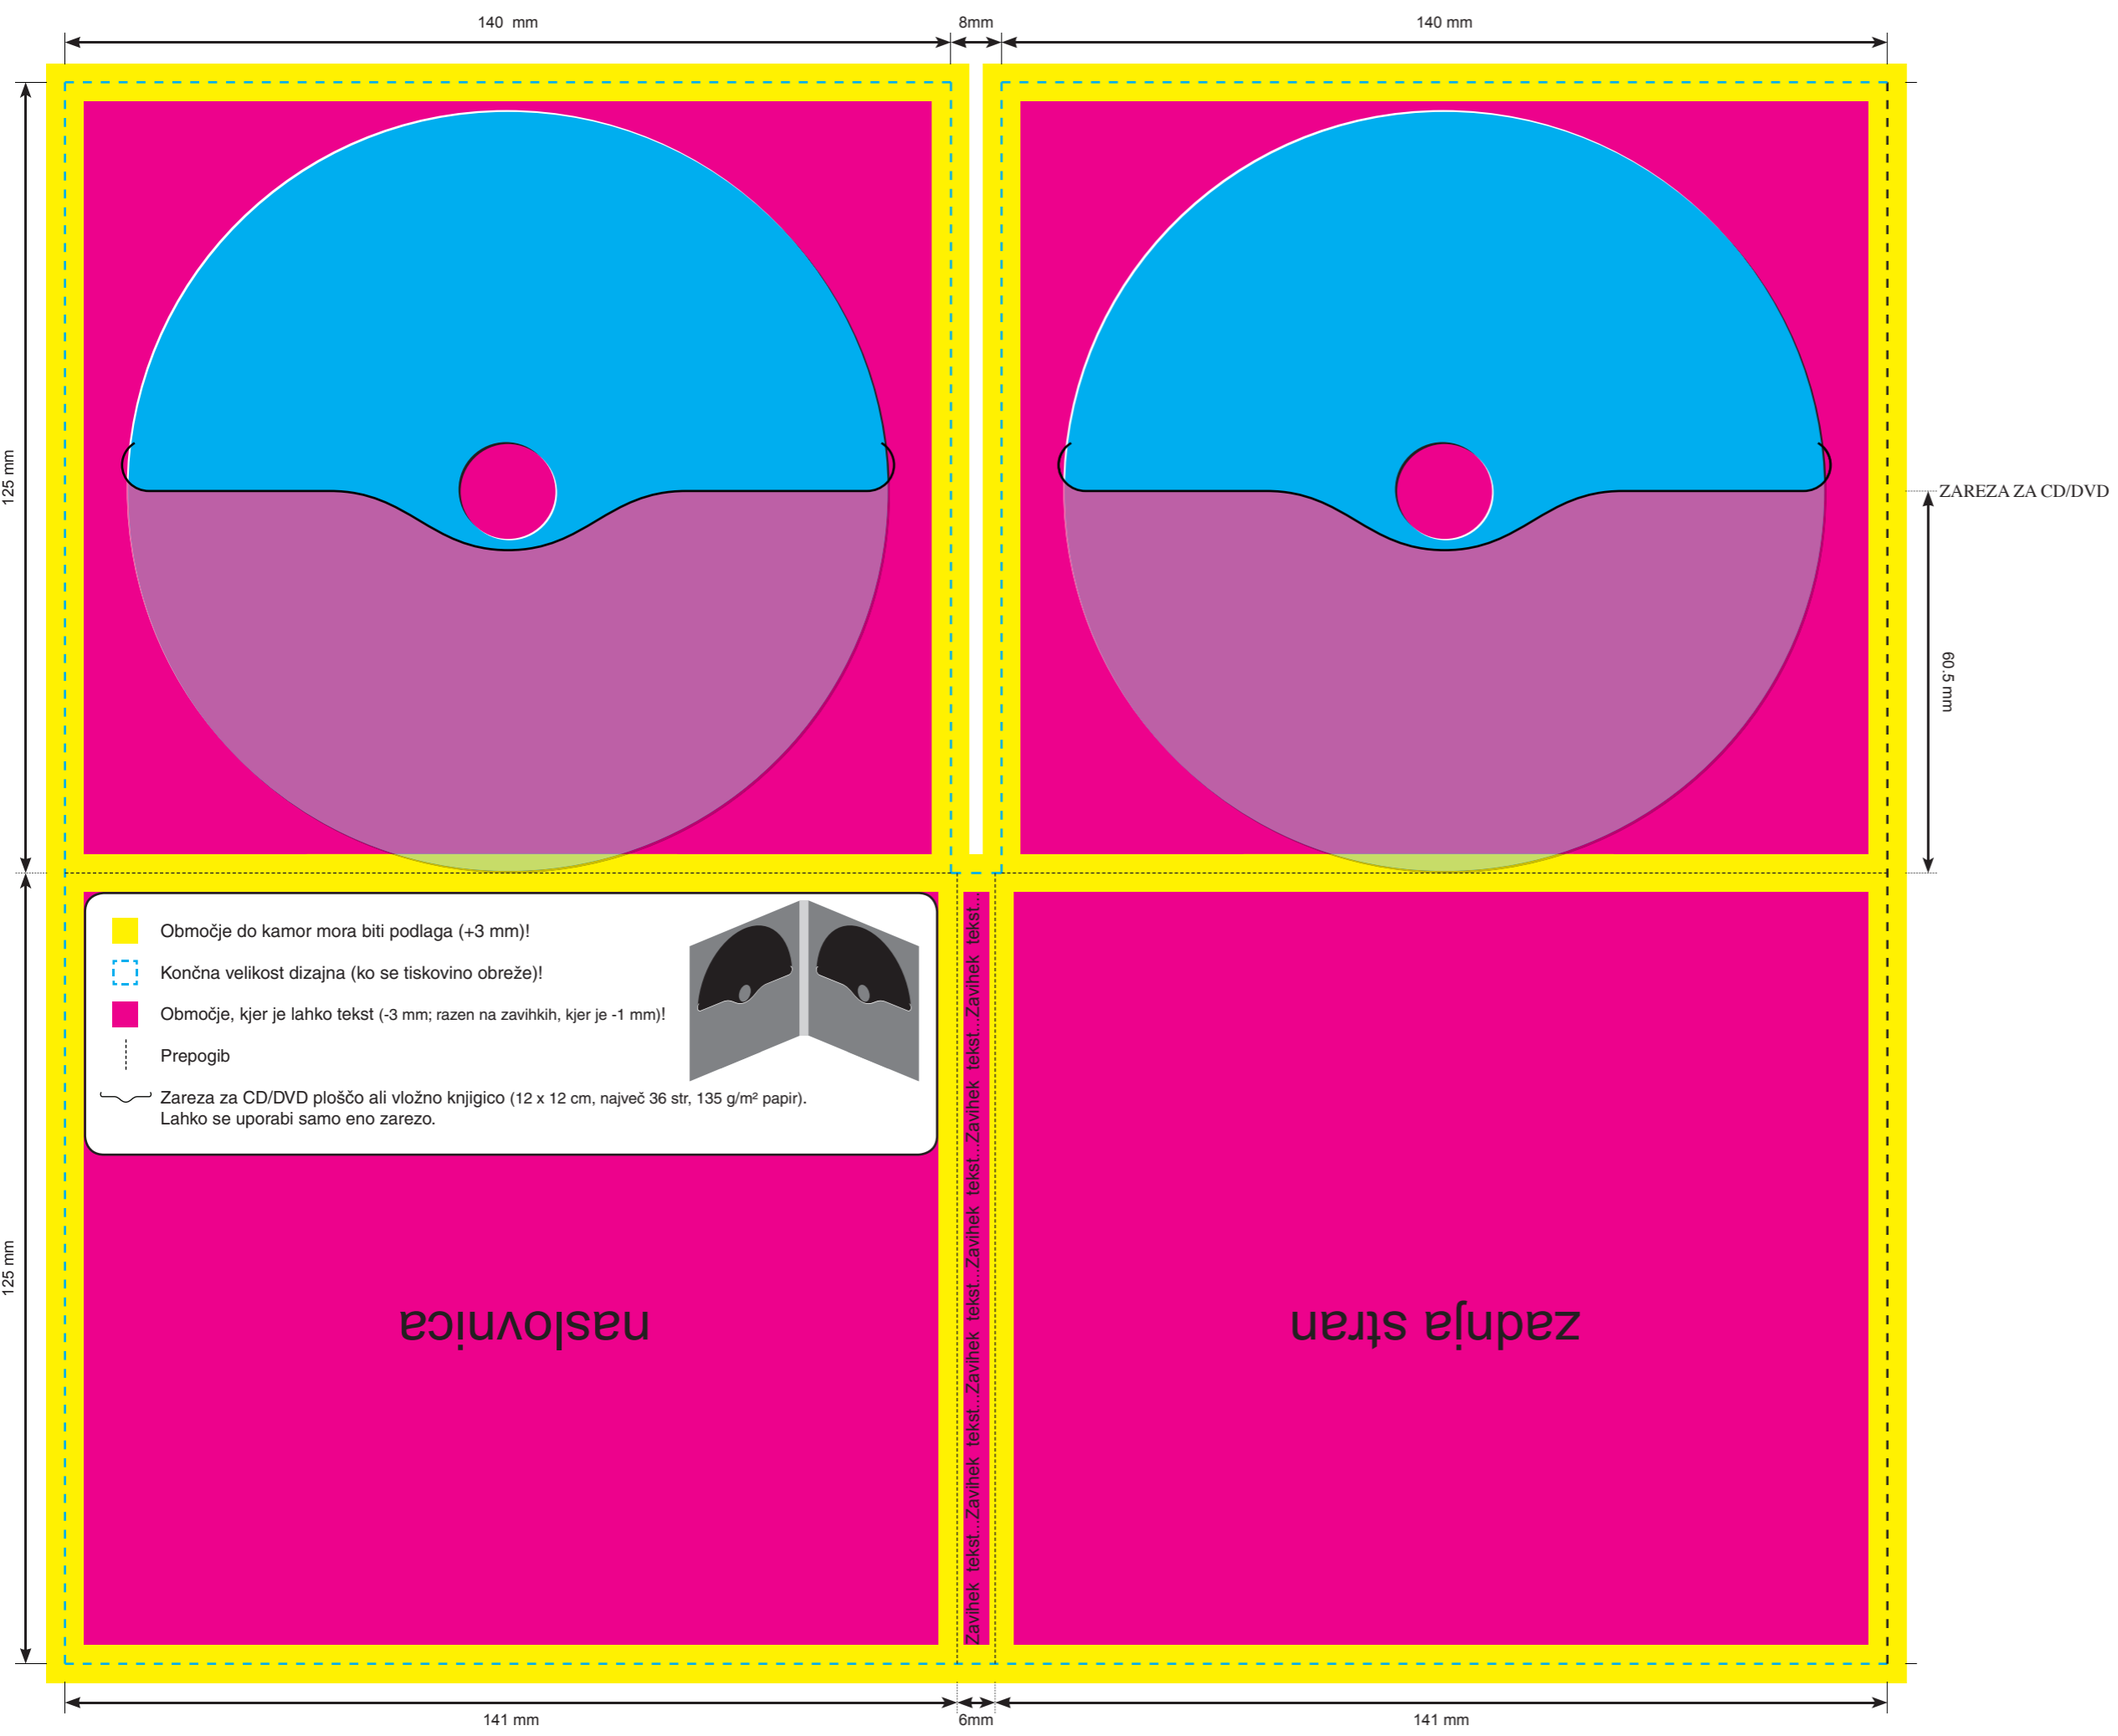 140 mm
8mm
140 mm
125 mm
ZAREZA ZA CD/DVD
60.5 mm
Območje do kamor mora biti podlaga (+3 mm)!
Končna velikost dizajna (ko se tiskovino obreže)!
Območje, kjer je lahko tekst (-3 mm; razen na zavihkih, kjer je -1 mm)!
Prepogib
Zareza za CD/DVD ploščo ali vložno knjigico (12 x 12 cm, največ 36 str, 135 g/m² papir).
Lahko se uporabi samo eno zarezo.
Zavihek tekst...Zavihek tekst...Zavihek tekst...Zavihek tekst...Zavihek tekst...Zavihek tekst...
125 mm
naslovnica
zadnja stran
141 mm
6mm
141 mm